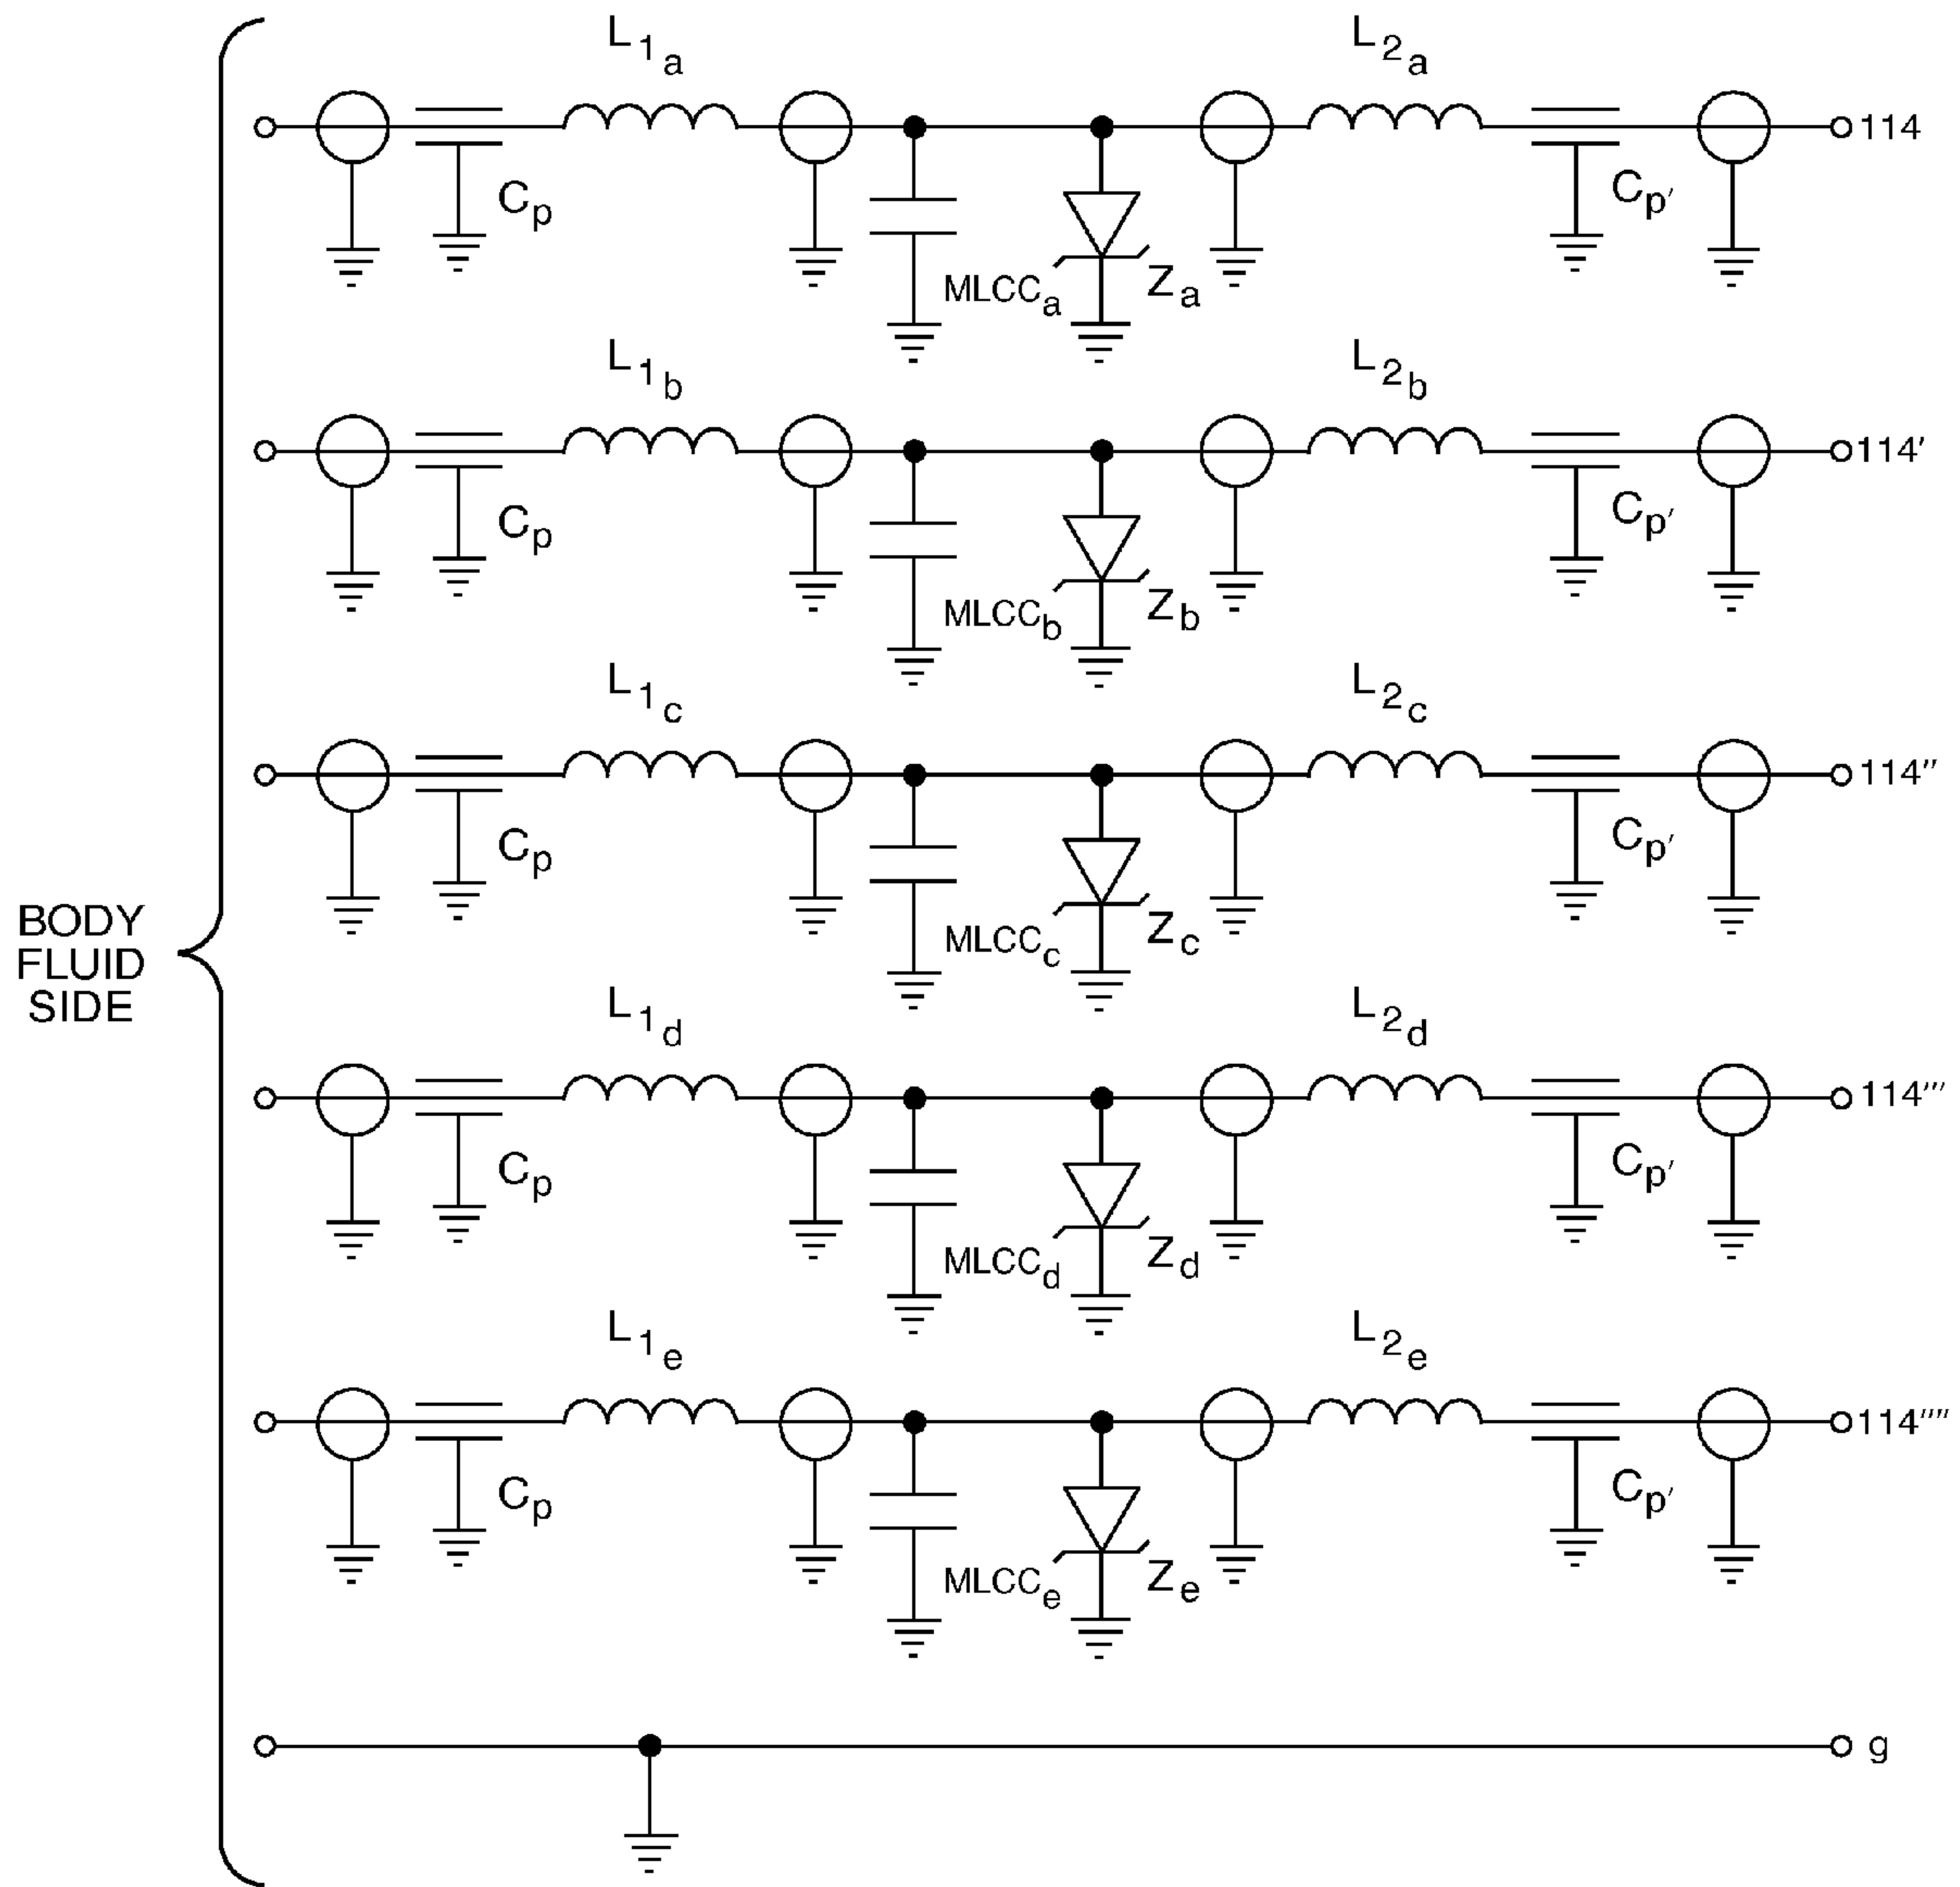 L1a L2a
114
Cp Cp′
MLCCa Za
L1b L2b
114′
Cp Cp′
MLCCb Zb
L1c L2c
114″
Cp Cp′
MLCCc Zc
BODY
FLUID
SIDE
L1d L2d
114‴
Cp Cp′
MLCCd Zd
L1e L2e
114⁗
Cp Cp′
MLCCe Ze
g